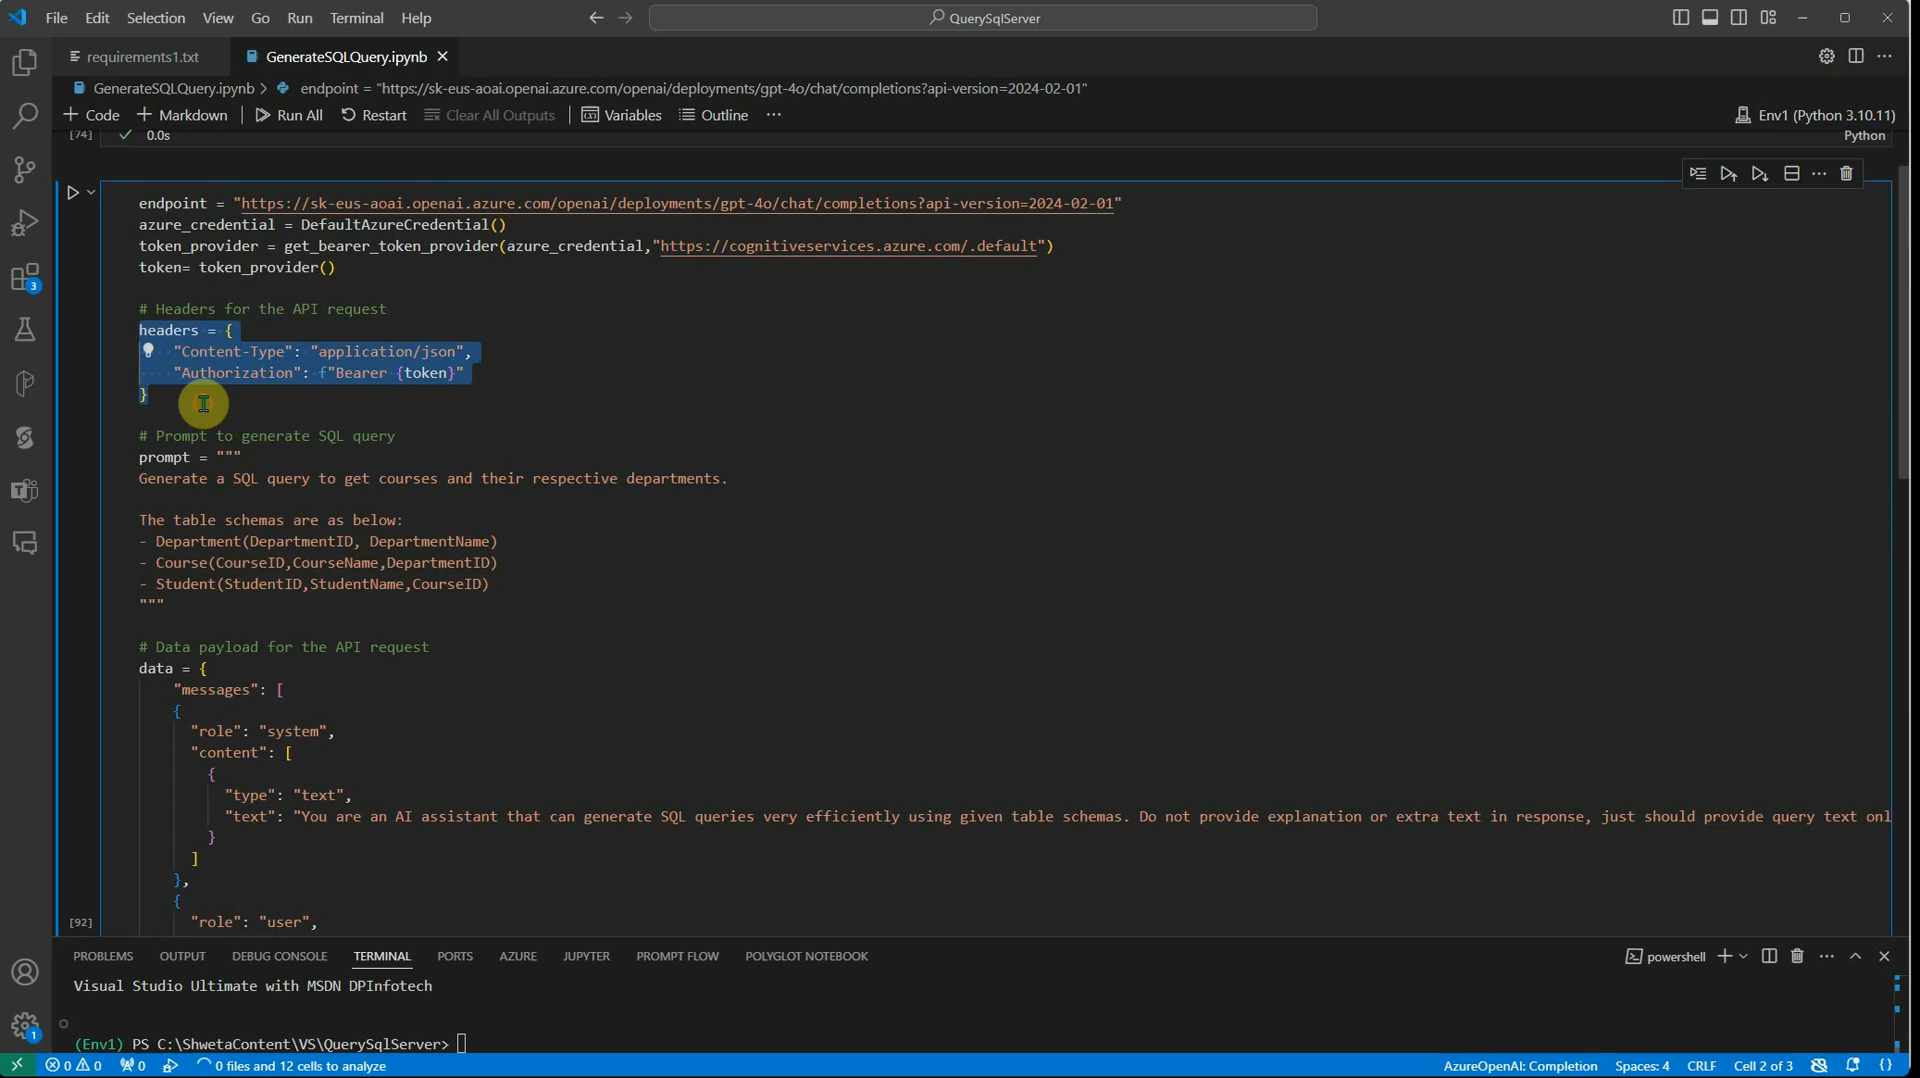 File Edit Selection View Go Run Terminal Help
QuerySqlServer
requirements1.txt
GenerateSQLQuery.ipynb
GenerateSQLQuery.ipynb > endpoint = "https://sk-eus-aoai.openai.azure.com/openai/deployments/gpt-4o/chat/completions?api-version=2024-02-01"
+ Code + Markdown Run All Restart Clear All Outputs Variables Outline ...
Env1 (Python 3.10.11)
[74] 0.0s
Python
endpoint = "https://sk-eus-aoai.openai.azure.com/openai/deployments/gpt-4o/chat/completions?api-version=2024-02-01"
azure_credential = DefaultAzureCredential()
token_provider = get_bearer_token_provider(azure_credential,"https://cognitiveservices.azure.com/.default")
token= token_provider()
# Headers for the API request
headers = {
"Content-Type": "application/json",
"Authorization": f"Bearer {token}"
}
# Prompt to generate SQL query
prompt = """
Generate a SQL query to get courses and their respective departments.
The table schemas are as below:
- Department(DepartmentID, DepartmentName)
- Course(CourseID,CourseName,DepartmentID)
- Student(StudentID,StudentName,CourseID)
"""
# Data payload for the API request
data = {
"messages": [
{
"role": "system",
"content": [
{
"type": "text",
"text": "You are an AI assistant that can generate SQL queries very efficiently using given table schemas. Do not provide explanation or extra text in response, just should provide query text onl
}
]
},
{
"role": "user",
[92]
PROBLEMS OUTPUT DEBUG CONSOLE TERMINAL PORTS AZURE JUPYTER PROMPT FLOW POLYGLOT NOTEBOOK
powershell
Visual Studio Ultimate with MSDN DPInfotech
(Env1) PS C:\ShwetaContent\VS\QuerySqlServer>
3
1
0 0 0 0 files and 12 cells to analyze
AzureOpenAI: Completion Spaces: 4 CRLF Cell 2 of 3